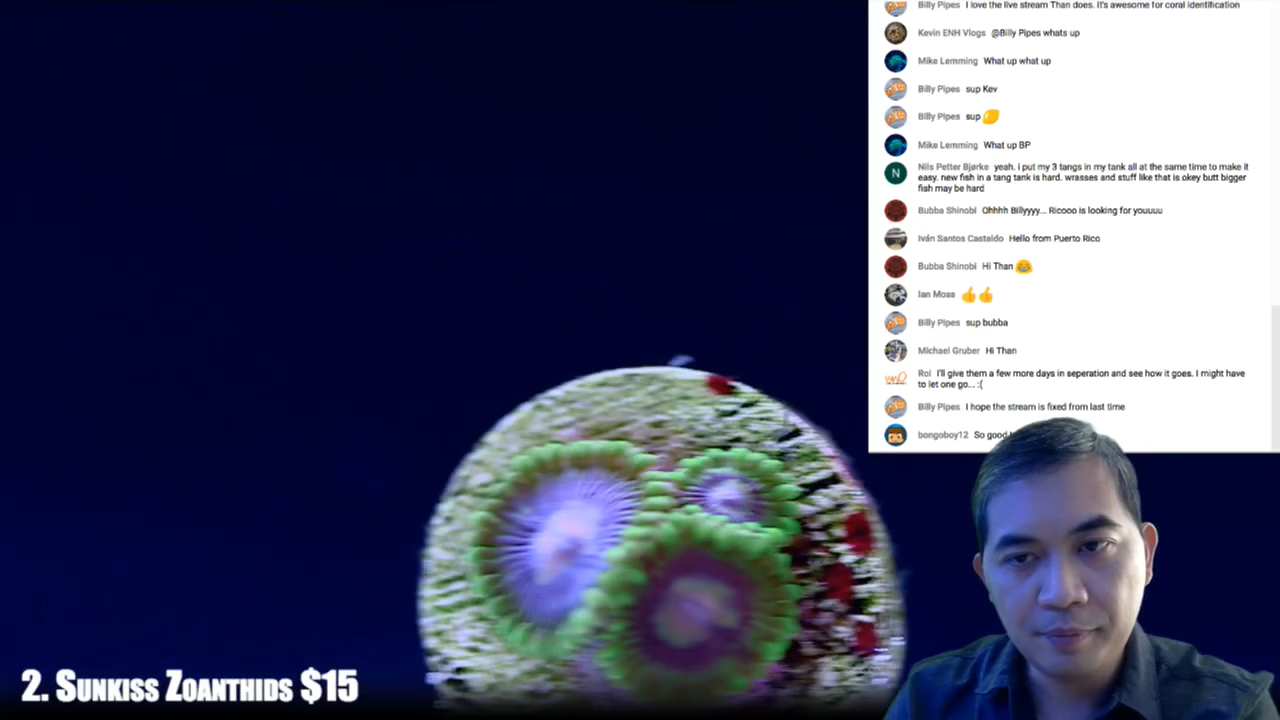 Billy Pipes I love the live stream Than does. it's awesome for coral identification
Kevin ENH Vlogs @Billy Pipes whats up
Mike Lemming What up what up
Billy Pipes sup Kev
Billy Pipes sup
Mike Lemming What up BP
N
Nils Petter Bjørke yeah. i put my 3 tangs in my tank all at the same time to make it
easy. new fish in a tang tank is hard. wrasses and stuff like that is okey butt bigger
fish may be hard
Bubba Shinobi Ohhhh Billyyyy... Ricooo is looking for youuuu
Iván Santos Castaldo Hello from Puerto Rico
Bubba Shinobi Hi Than
Ian Moss
Billy Pipes sup bubba
Michael Gruber Hi Than
Roi I'll give them a few more days in seperation and see how it goes. I might have
to let one go... :(
Billy Pipes I hope the stream is fixed from last time
bongoboy12 So good
2. Sunkiss Zoanthids $15